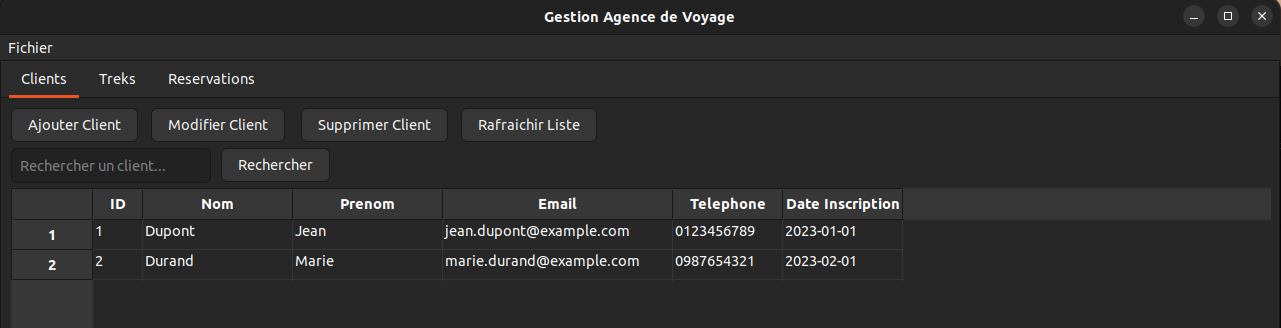 Gestion Agence de Voyage
Fichier
Clients Treks Reservations
Ajouter Client Modifier Client Supprimer Client Rafraichir Liste
Rechercher un client... Rechercher
ID Nom Prenom Email Telephone Date Inscription
1 1 Dupont Jean jean.dupont@example.com 0123456789 2023-01-01
2 2 Durand Marie marie.durand@example.com 0987654321 2023-02-01